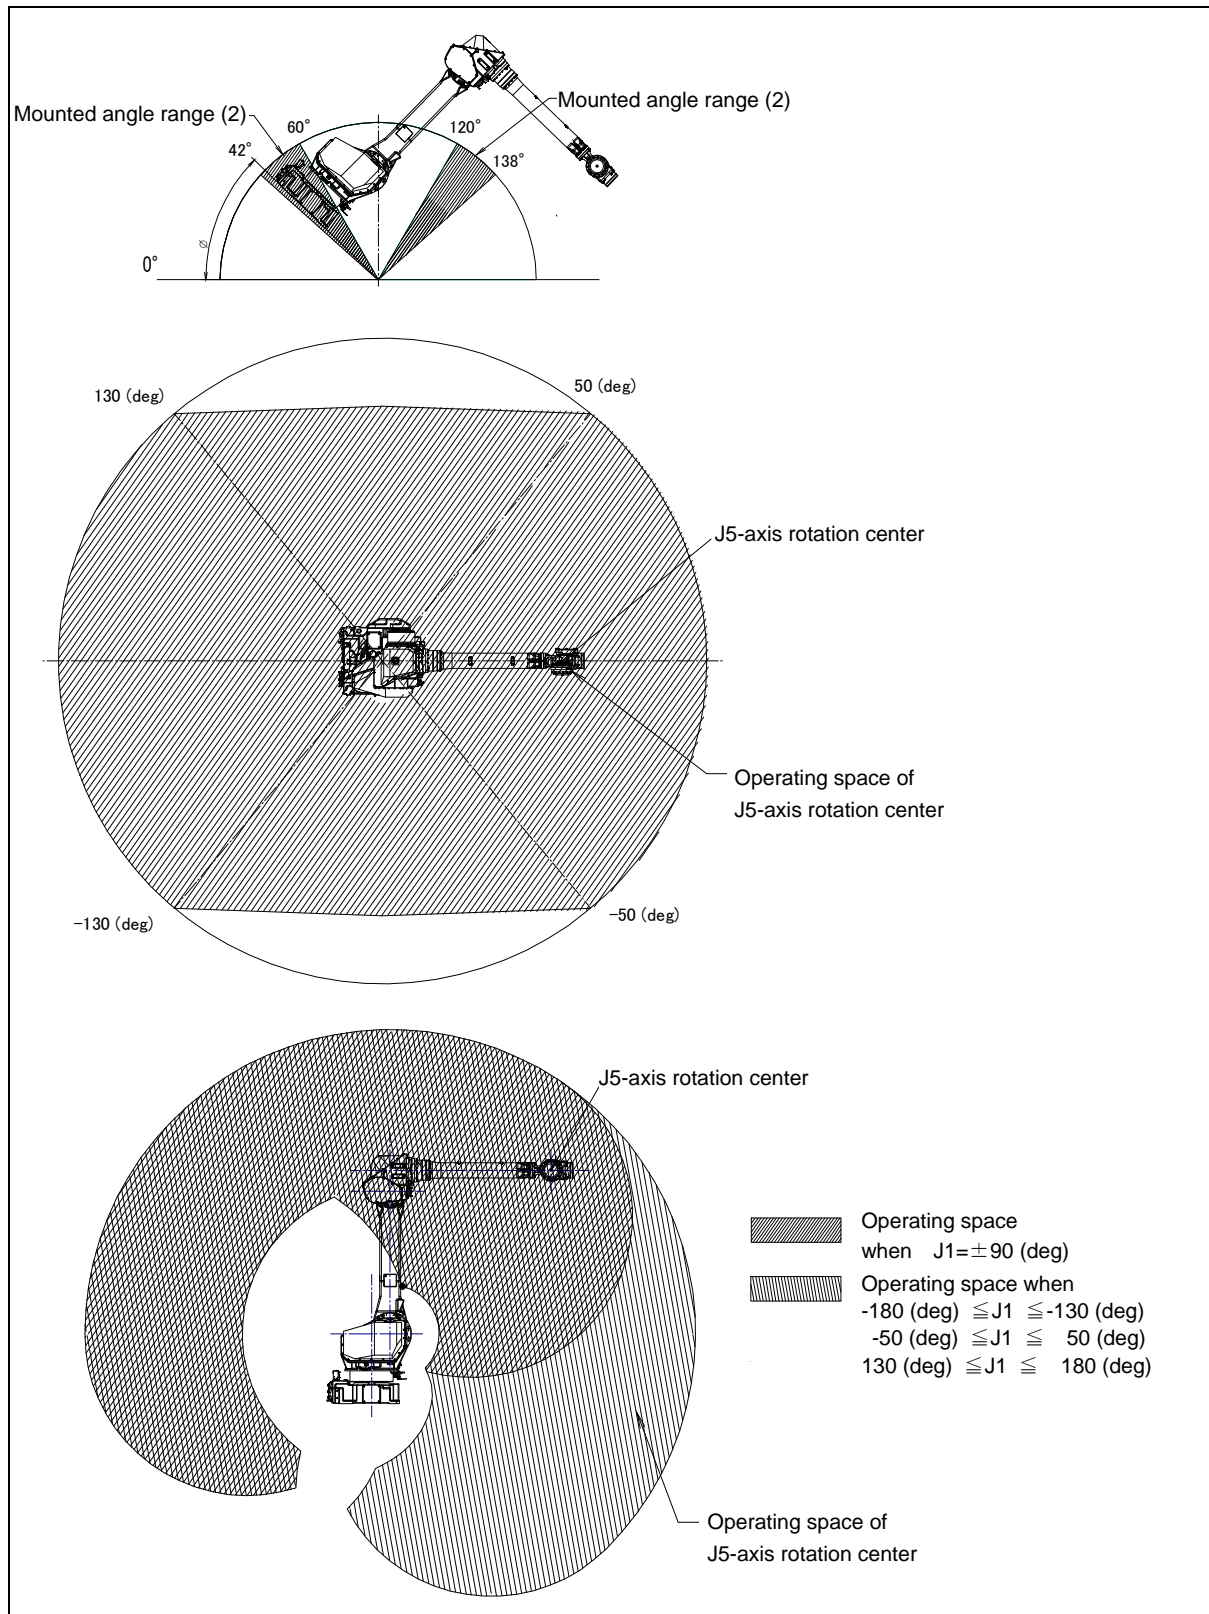 Mounted angle range (2)
Mounted angle range (2)
60°
120°
42°
138°
⌀
0°
130 (deg)
50 (deg)
J5-axis rotation center
Operating space of
J5-axis rotation center
-130 (deg)
-50 (deg)
J5-axis rotation center
Operating space
when J1=±90 (deg)
Operating space when
-180 (deg) ≦J1 ≦-130 (deg)
-50 (deg) ≦J1 ≦ 50 (deg)
130 (deg) ≦J1 ≦ 180 (deg)
Operating space of
J5-axis rotation center